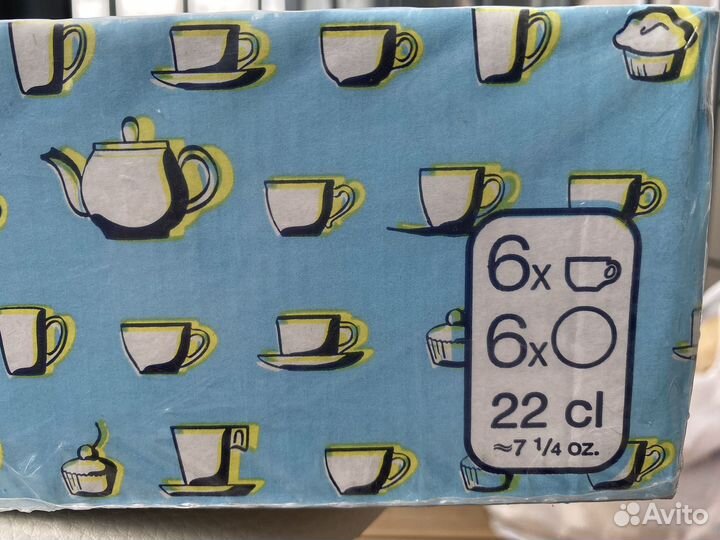 6x
6x
22 cl
≈7 1/4 oz.
Avito